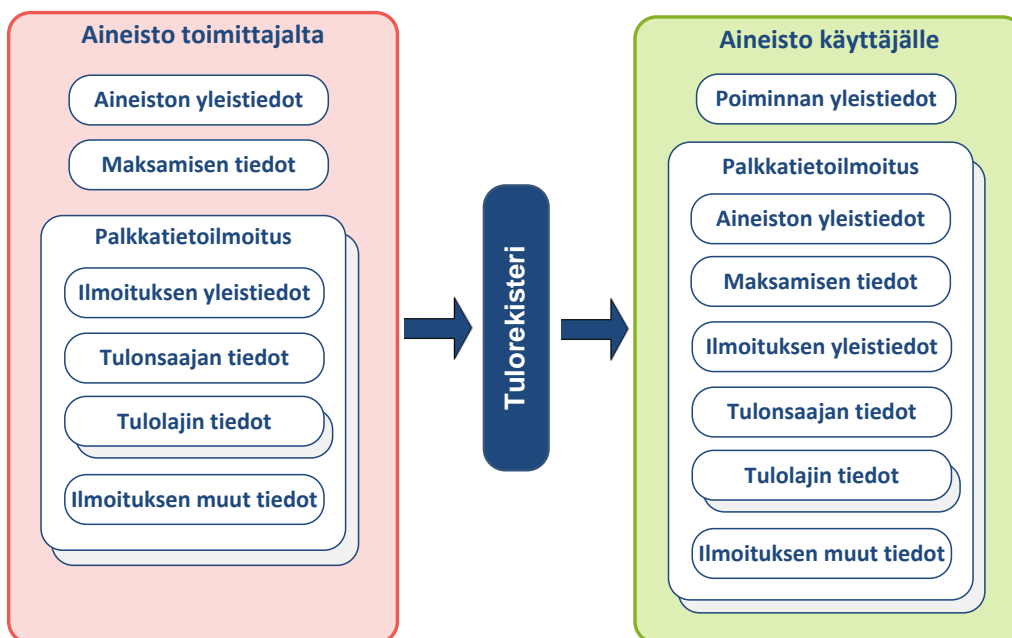 Aineisto toimittajalta
Aineiston yleistiedot
Maksamisen tiedot
Palkkatietoilmoitus
Ilmoituksen yleistiedot
Tulonsaajan tiedot
Tulolajin tiedot
Ilmoituksen muut tiedot
Tulorekisteri
Aineisto käyttäjälle
Poiminnan yleistiedot
Palkkatietoilmoitus
Aineiston yleistiedot
Maksamisen tiedot
Ilmoituksen yleistiedot
Tulonsaajan tiedot
Tulolajin tiedot
Ilmoituksen muut tiedot